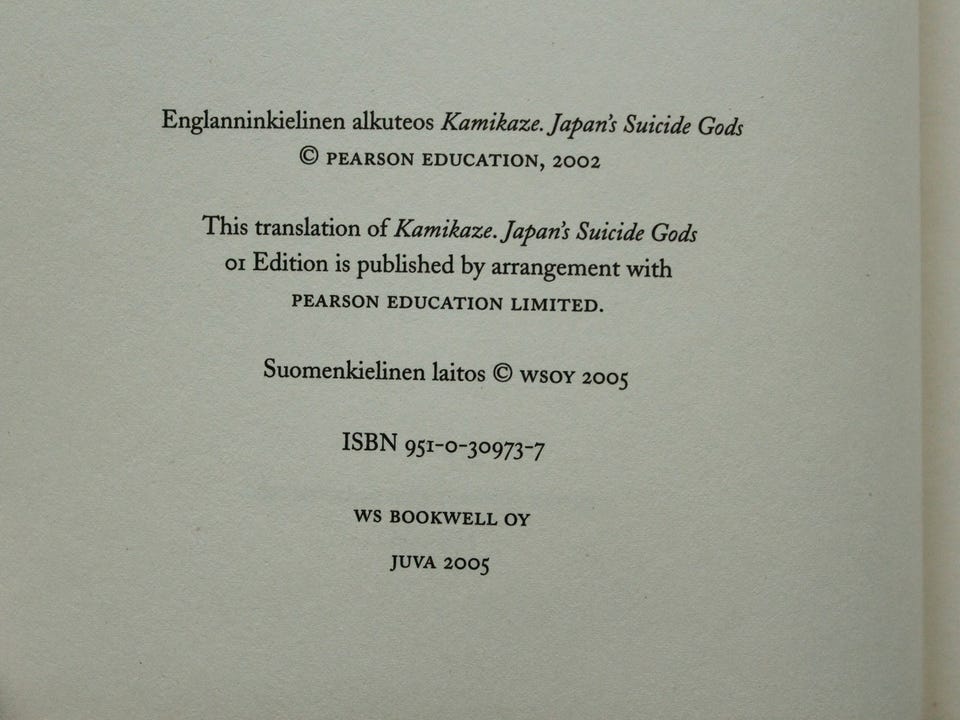 Englanninkielinen alkuteos Kamikaze. Japan's Suicide Gods
© PEARSON EDUCATION, 2002
This translation of Kamikaze. Japan's Suicide Gods
01 Edition is published by arrangement with
PEARSON EDUCATION LIMITED.
Suomenkielinen laitos © WSOY 2005
ISBN 951-0-30973-7
WS BOOKWELL OY
JUVA 2005